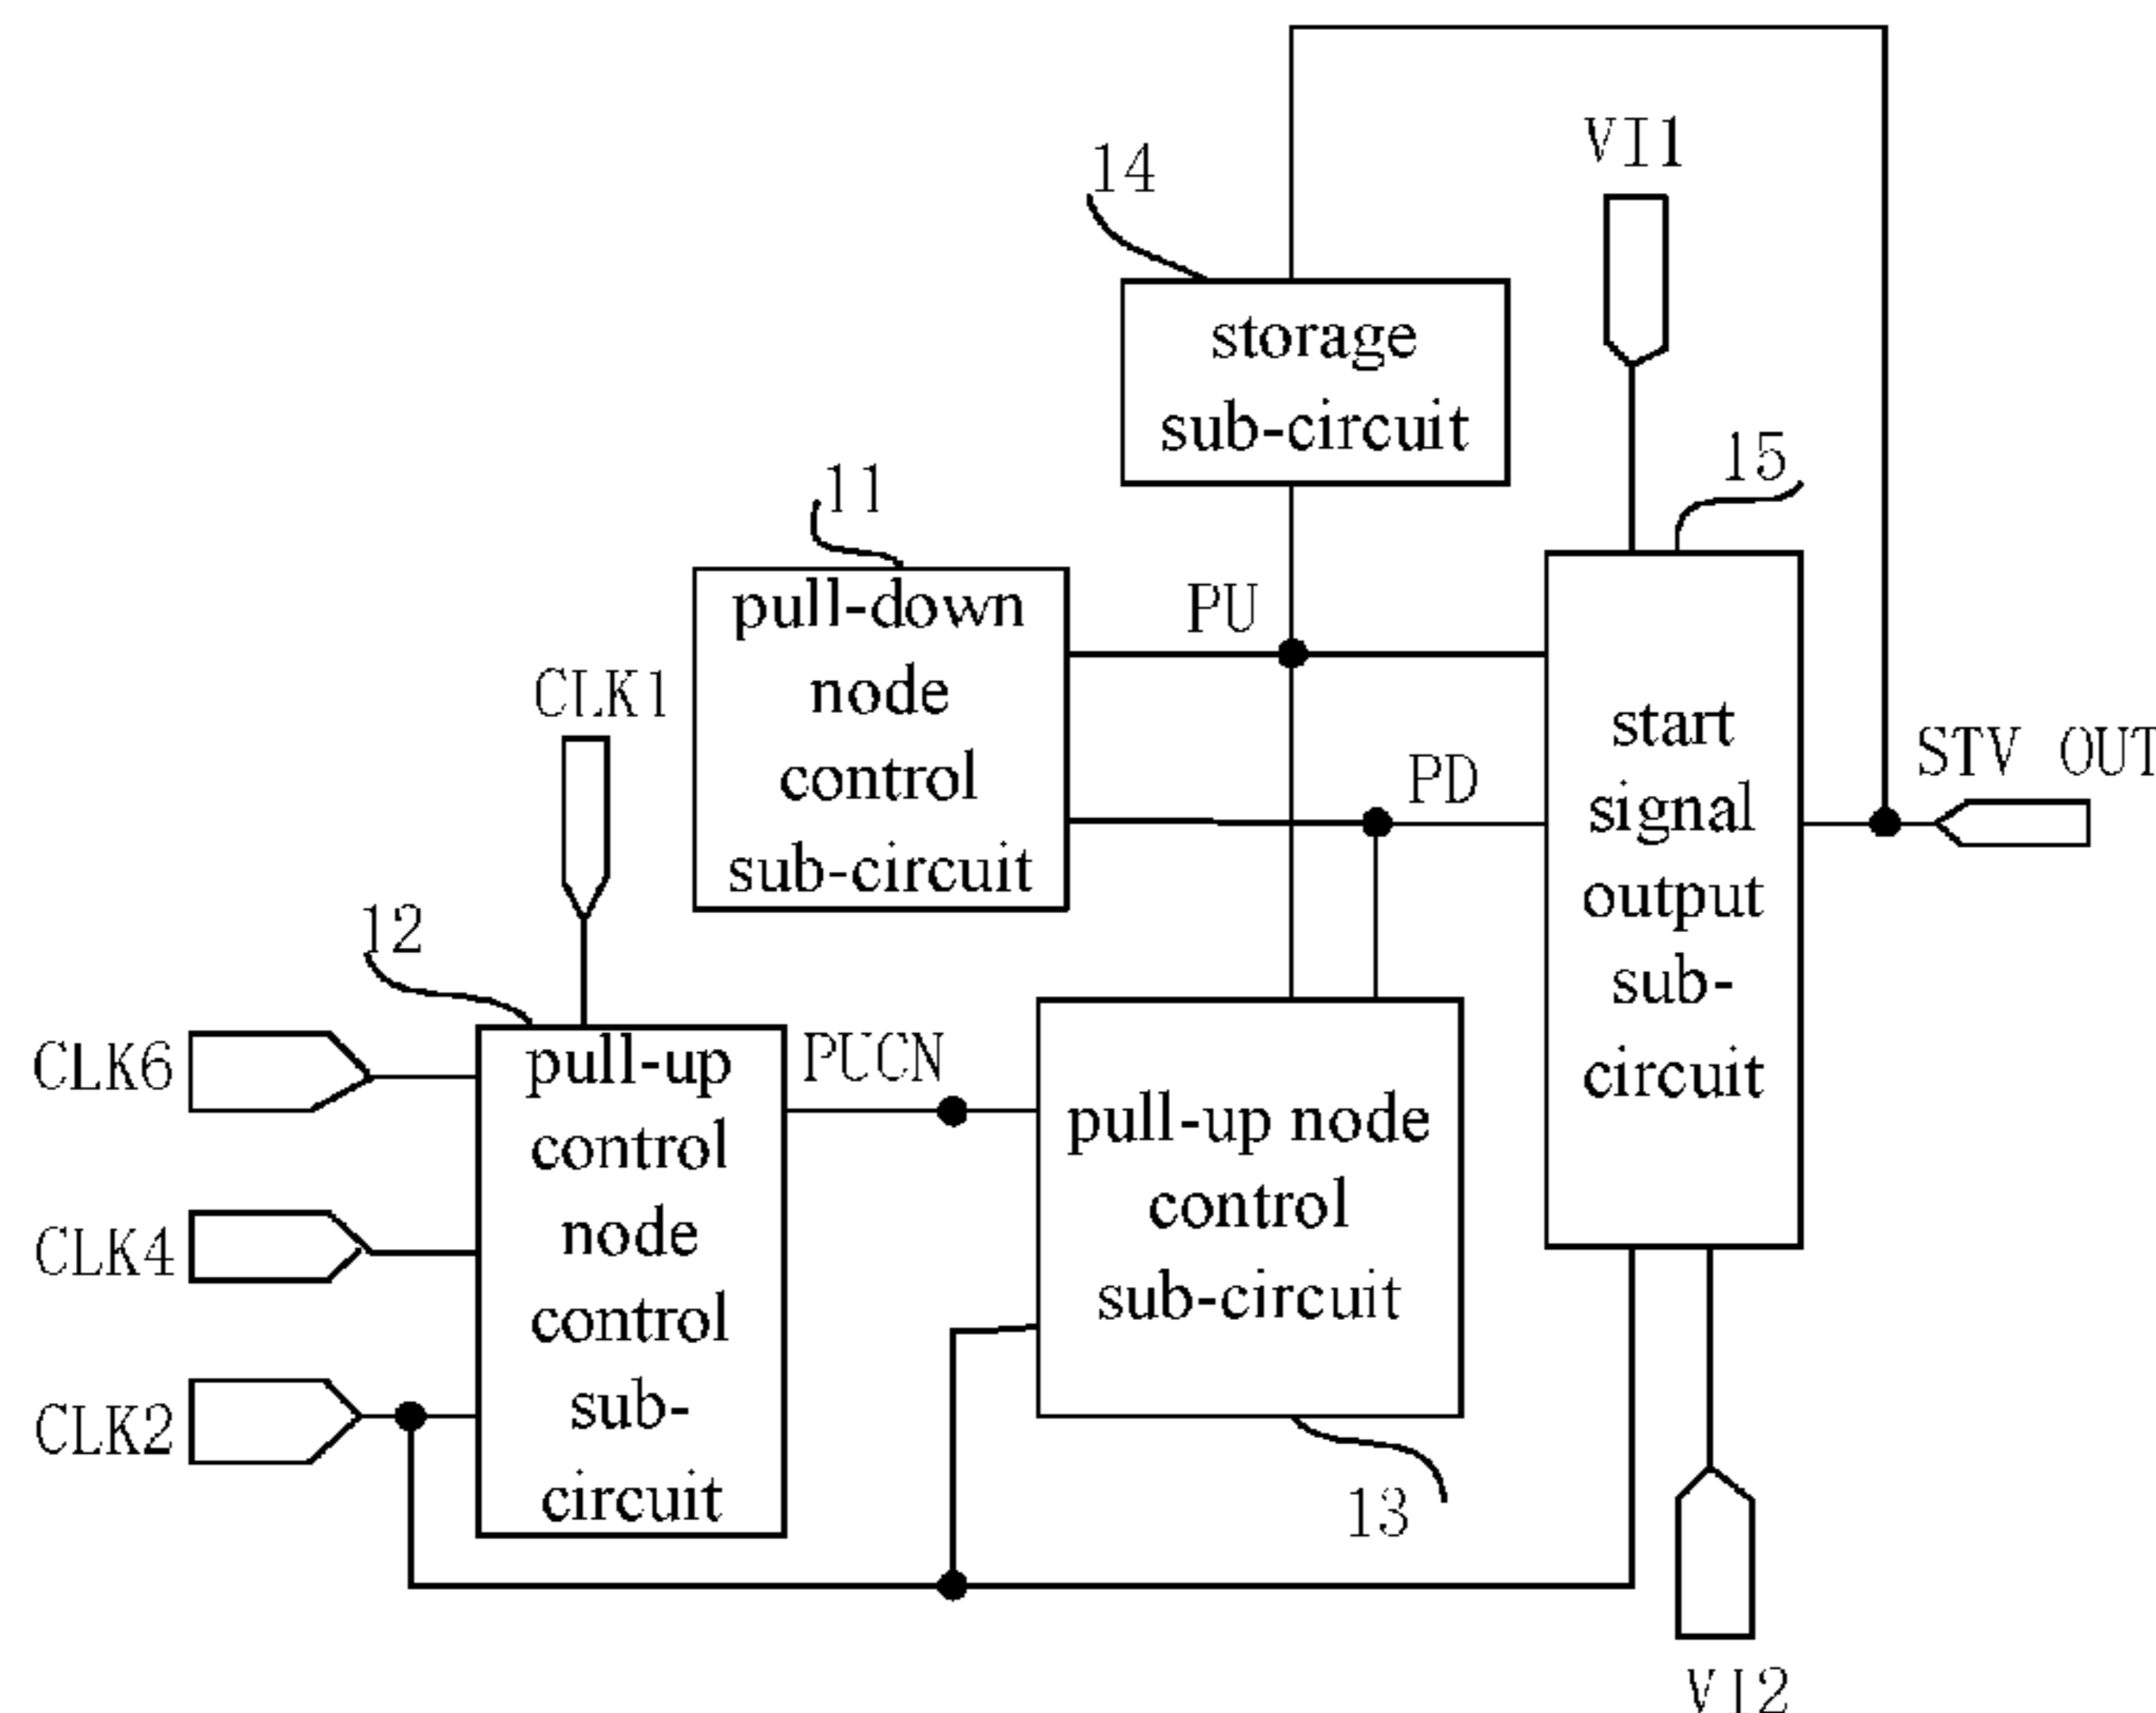 VI1
14
storage
sub-circuit
15
11
pull-down
node
control
sub-circuit
PU
CLK1
PD
start
signal
output
sub-
circuit
STV OUT
12
CLK6
CLK4
CLK2
pull-up
control
node
control
sub-
circuit
PUCN
pull-up node
control
sub-circuit
13
VI2